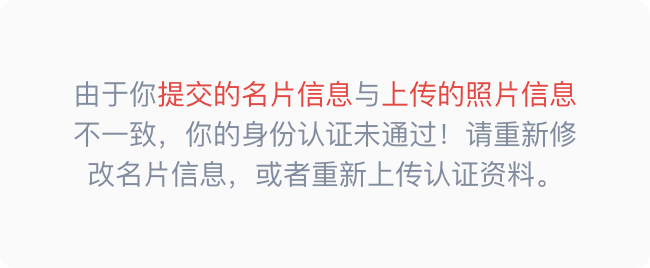 由于你提交的名片信息与上传的照片信息
不一致，你的身份认证未通过！请重新修
改名片信息，或者重新上传认证资料。